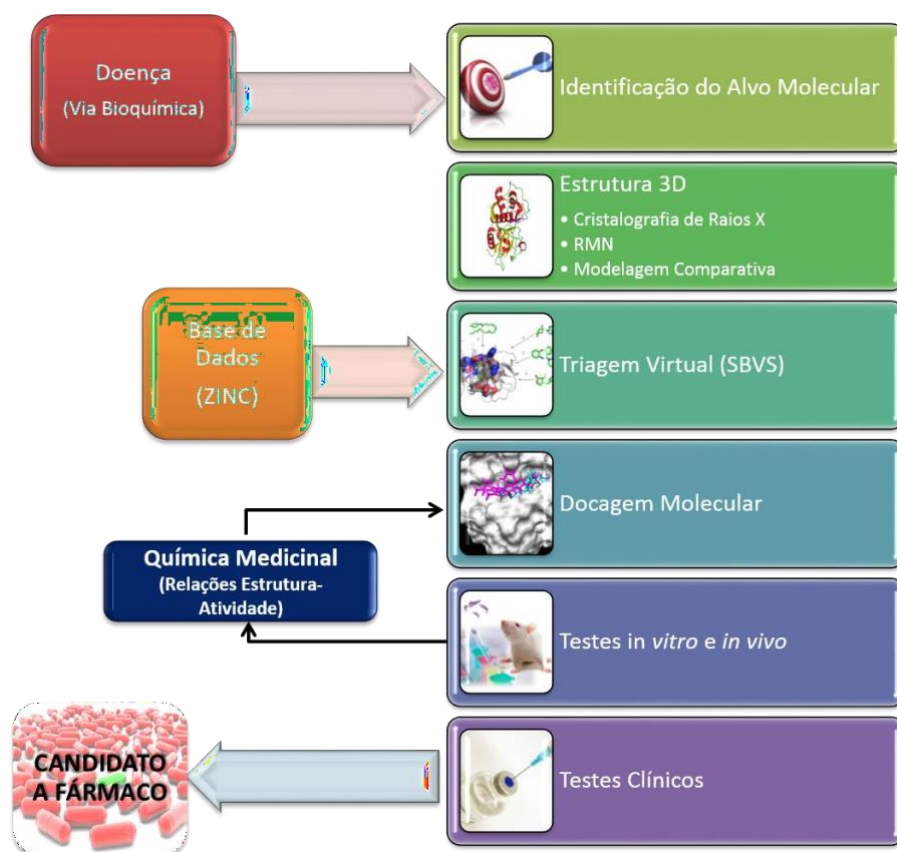 Doença
(Via Bioquímica)
Identificação do Alvo Molecular
Estrutura 3D
• Cristalografia de Raios X
• RMN
• Modelagem Comparativa
Base de
Dados
(ZINC)
Triagem Virtual (SBVS)
Docagem Molecular
Química Medicinal
(Relações Estrutura-
Atividade)
Testes in vitro e in vivo
CANDIDATO
A FÁRMACO
Testes Clínicos